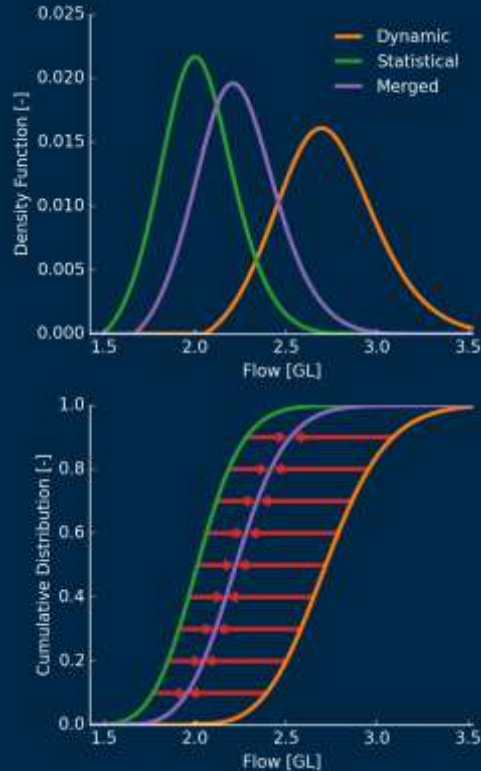 0.025
0.020
0.015
0.010
0.005
0.000
Density Function [-]
Dynamic
Statistical
Merged
1.5 2.0 2.5 3.0 3.5
Flow [GL]
1.0
0.8
0.6
0.4
0.2
0.0
Cumulative Distribution [-]
1.5 2.0 2.5 3.0 3.5
Flow [GL]